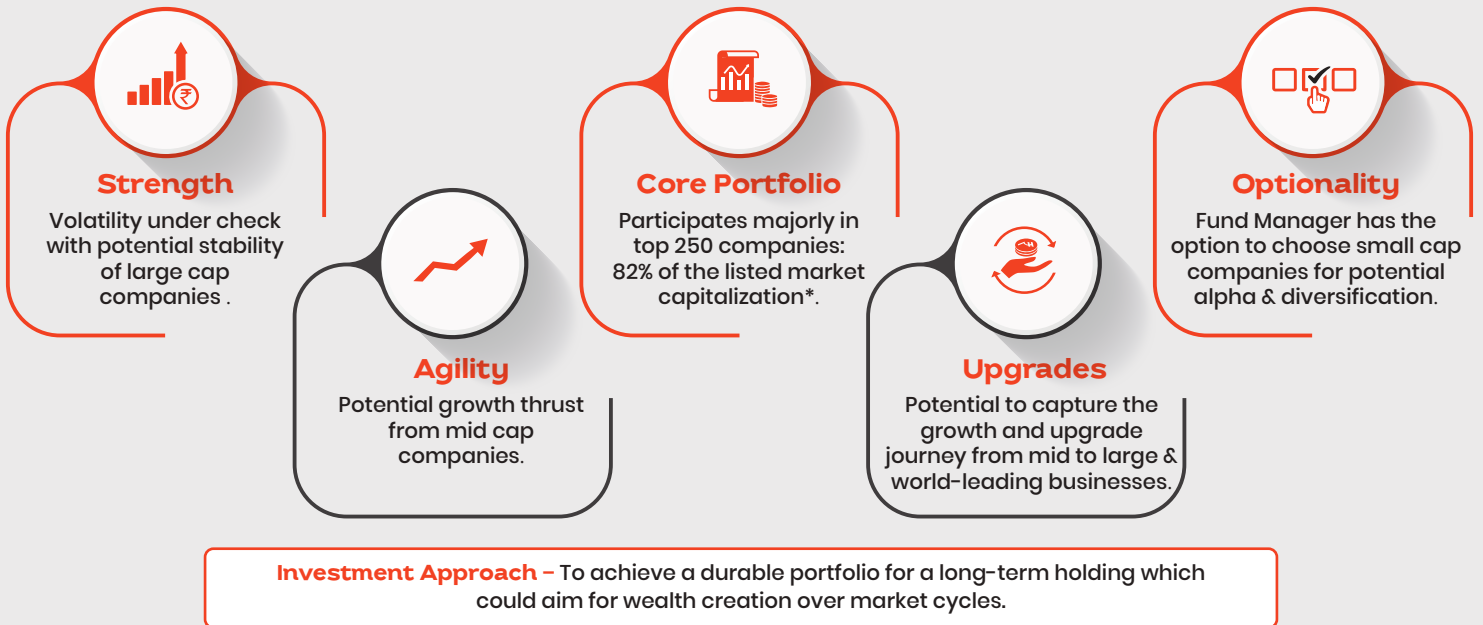 Strength
Volatility under check
with potential stability
of large cap
companies .
Agility
Potential growth thrust
from mid cap
companies.
Core Portfolio
Participates majorly in
top 250 companies:
82% of the listed market
capitalization*.
Upgrades
Potential to capture the
growth and upgrade
journey from mid to large &
world-leading businesses.
Optionality
Fund Manager has the
option to choose small cap
companies for potential
alpha & diversification.
Investment Approach – To achieve a durable portfolio for a long-term holding which
could aim for wealth creation over market cycles.